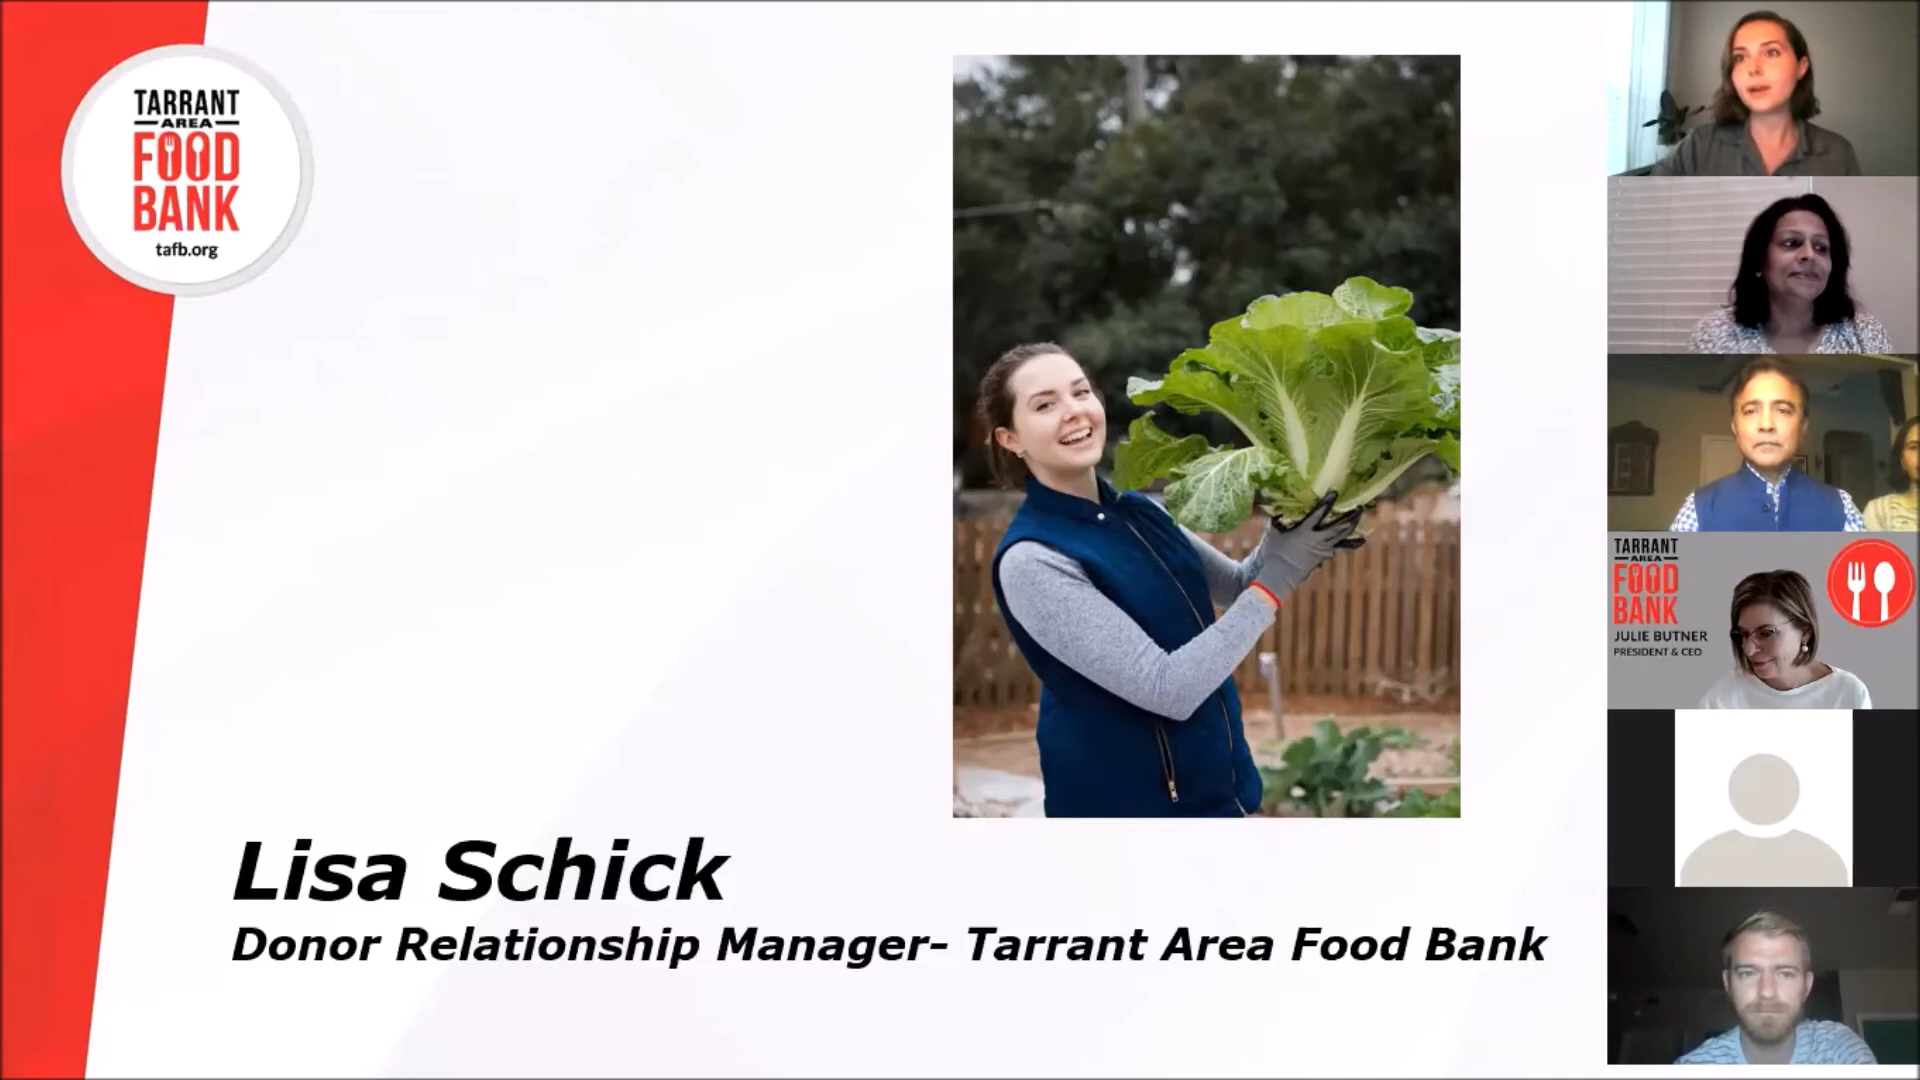 TARRANT
AREA
FOOD
BANK
tafb.org
Lisa Schick
Donor Relationship Manager- Tarrant Area Food Bank
TARRANT
AREA
FOOD
BANK
JULIE BUTNER
PRESIDENT & CEO